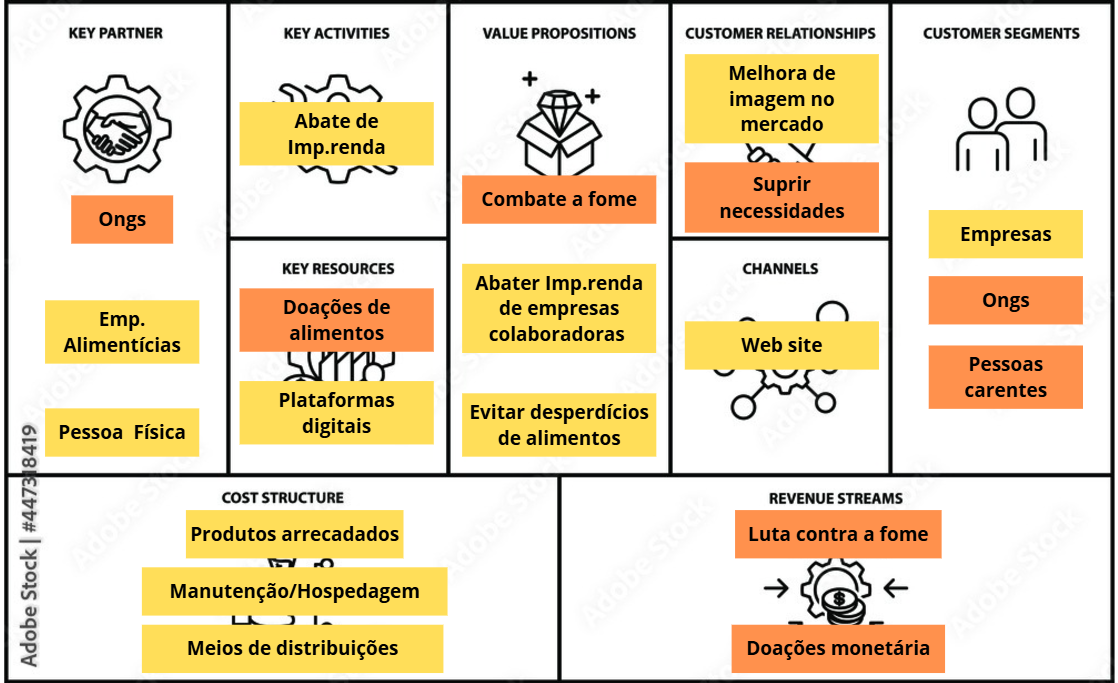 KEY PARTNER
Ongs
Emp.
Alimentícias
Pessoa Física
KEY ACTIVITIES
Abate de
Imp.renda
KEY RESOURCES
Doações de
alimentos
Plataformas
digitais
VALUE PROPOSITIONS
Combate a fome
Abater Imp.renda
de empresas
colaboradoras
Evitar desperdícios
de alimentos
CUSTOMER RELATIONSHIPS
Melhora de
imagem no
mercado
Suprir
necessidades
CHANNELS
Web site
CUSTOMER SEGMENTS
Empresas
Ongs
Pessoas
carentes
COST STRUCTURE
Produtos arrecadados
Manutenção/Hospedagem
Meios de distribuições
REVENUE STREAMS
Luta contra a fome
$
Doações monetária
Adobe Stock | #447318419